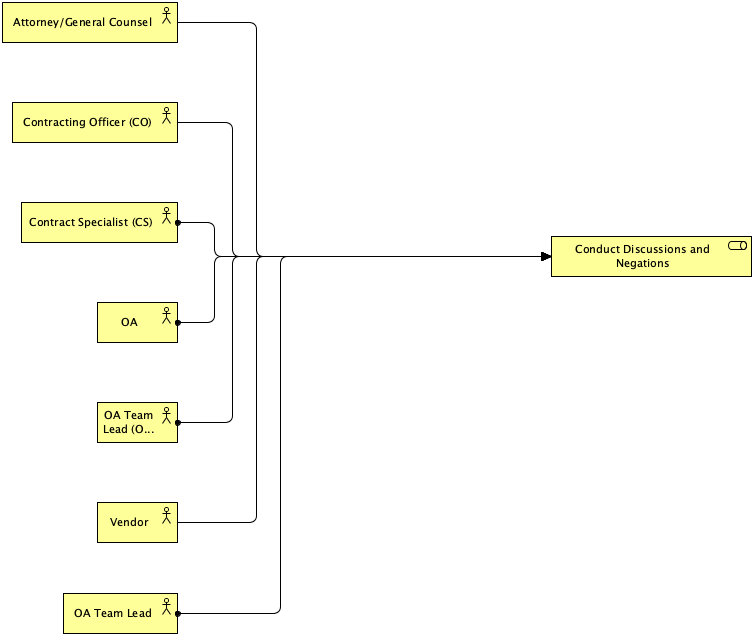 Attorney/General Counsel
Contracting Officer (CO)
Contract Specialist (CS)
Conduct Discussions and
Negations
OA
OA Team
Lead (O...
Vendor
OA Team Lead